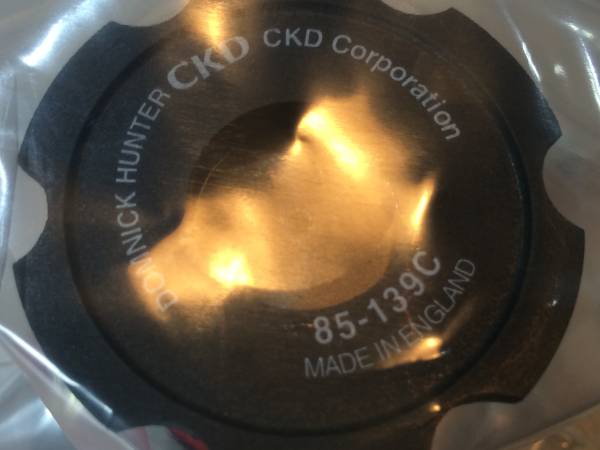 DOMNICK HUNTER
CKD CKD Corporation
85-139C
MADE IN ENGLAND